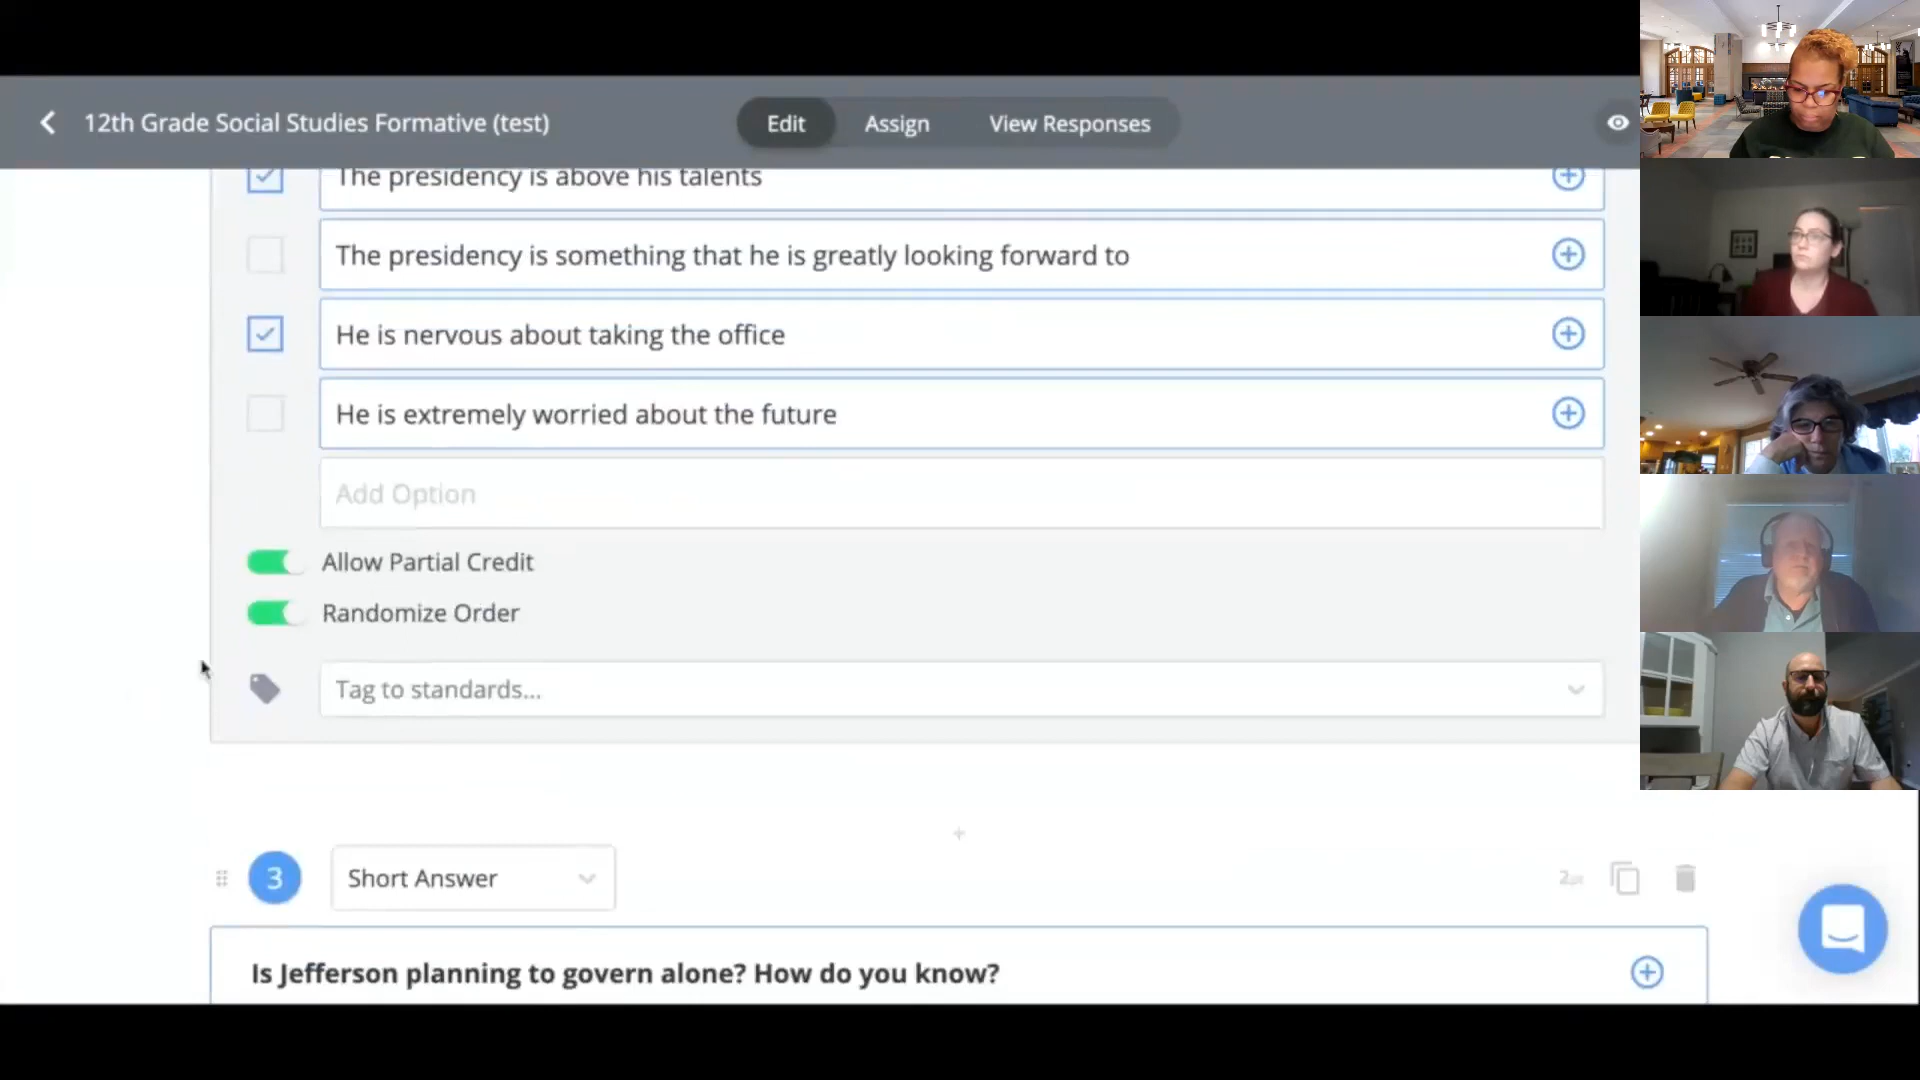 12th Grade Social Studies Formative (test)
Edit
Assign
View Responses
The presidency is above his talents
The presidency is something that he is greatly looking forward to
He is nervous about taking the office
He is extremely worried about the future
Add Option
Allow Partial Credit
Randomize Order
Tag to standards...
3
Short Answer
2pt
Is Jefferson planning to govern alone? How do you know?